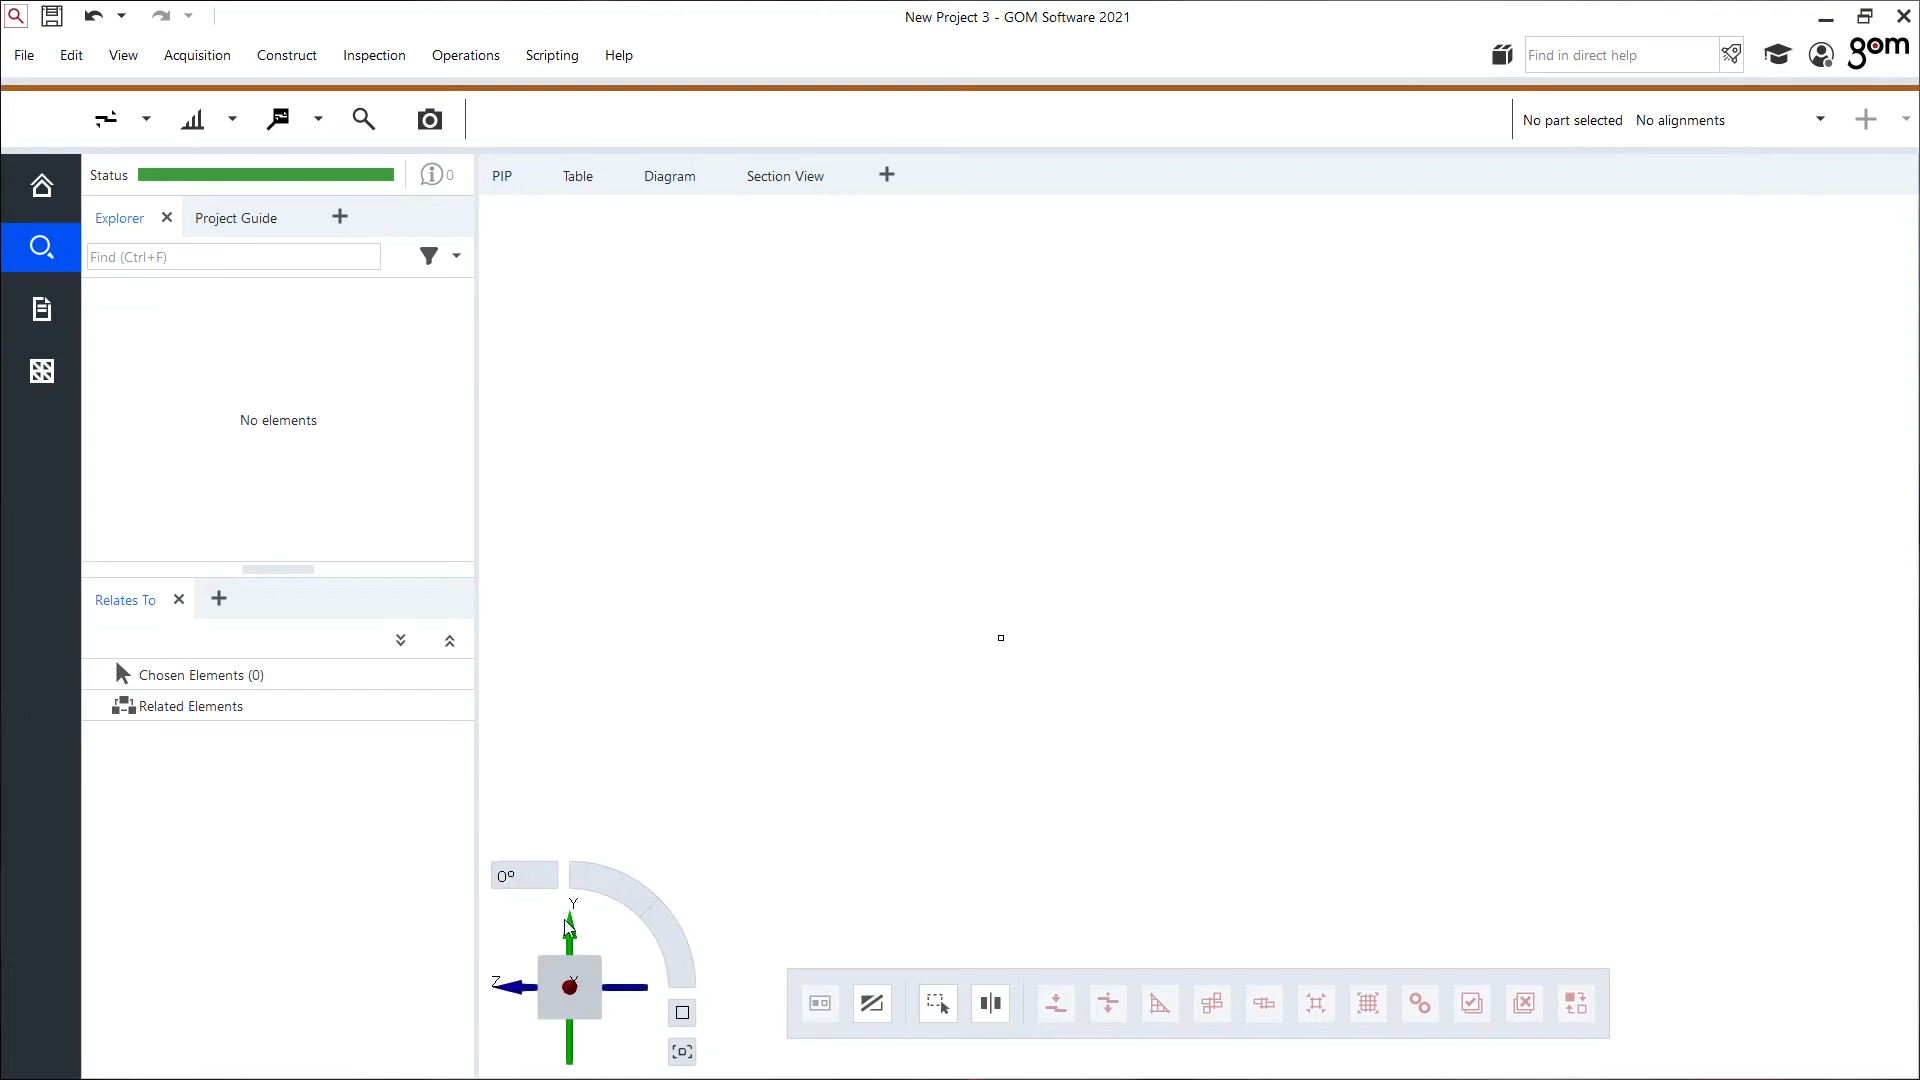 New Project 3 - GOM Software 2021
File Edit View Acquisition Construct Inspection Operations Scripting Help
Find in direct help
gom
No part selected No alignments
Status
0
PIP Table Diagram Section View
Explorer Project Guide
Find (Ctrl+F)
No elements
Relates To
Chosen Elements (0)
Related Elements
0°
Y
Z
X